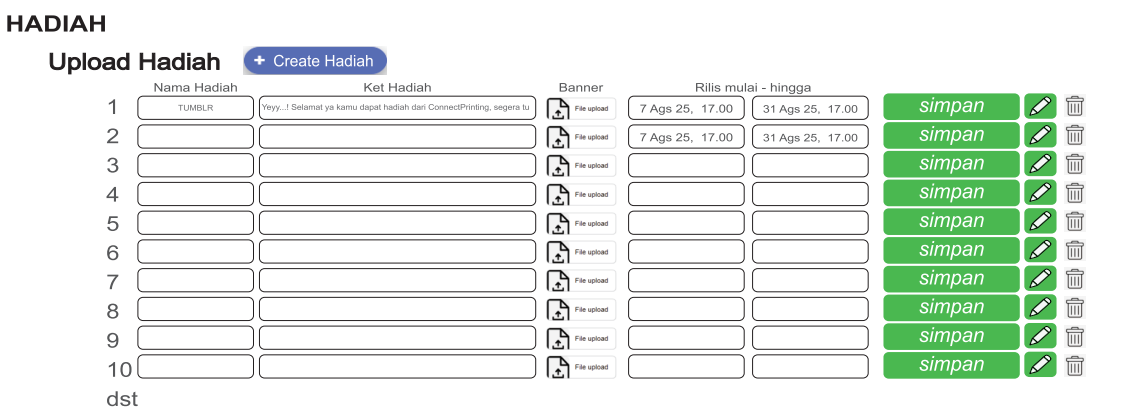 HADIAH
Upload Hadiah + Create Hadiah
Nama Hadiah Ket Hadiah Banner Rilis mulai - hingga
1 TUMBLR Yeyy...! Selamat ya kamu dapat hadiah dari ConnectPrinting, segera tu File upload 7 Ags 25, 17.00 31 Ags 25, 17.00 simpan
2 File upload 7 Ags 25, 17.00 31 Ags 25, 17.00 simpan
3 File upload simpan
4 File upload simpan
5 File upload simpan
6 File upload simpan
7 File upload simpan
8 File upload simpan
9 File upload simpan
10 File upload simpan
dst